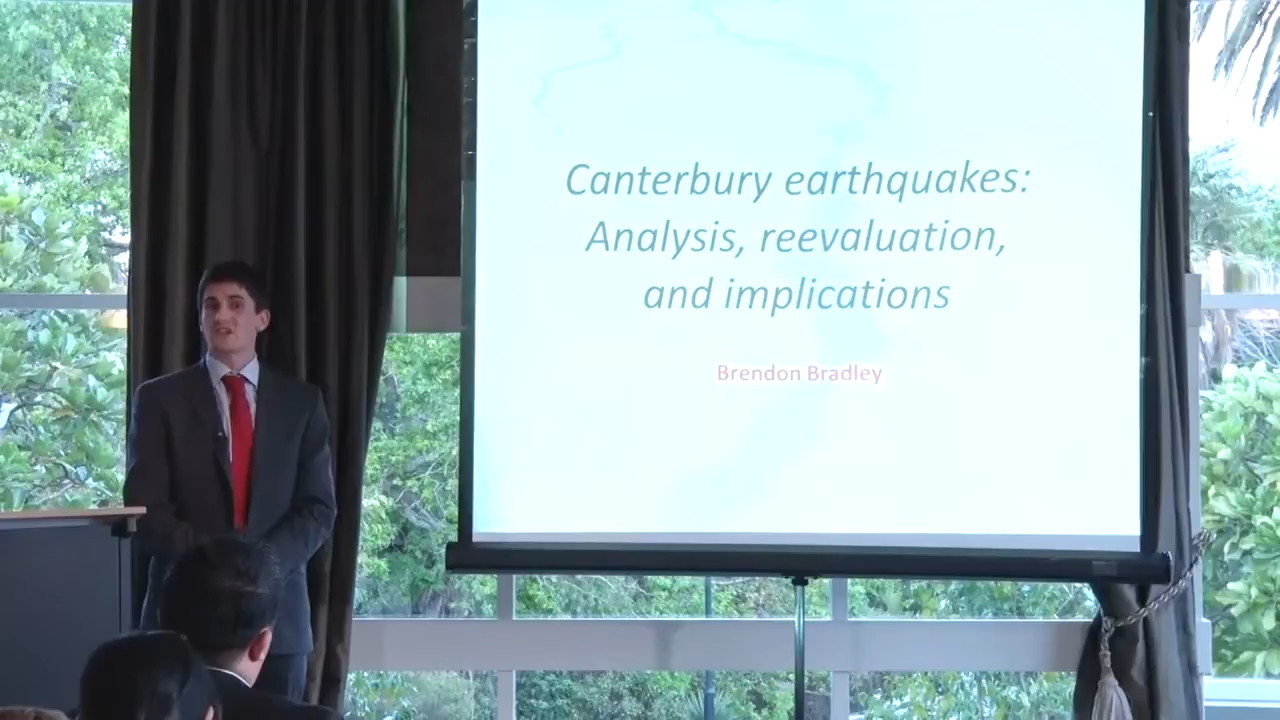 Canterbury earthquakes:
Analysis, reevaluation,
and implications
Brendon Bradley